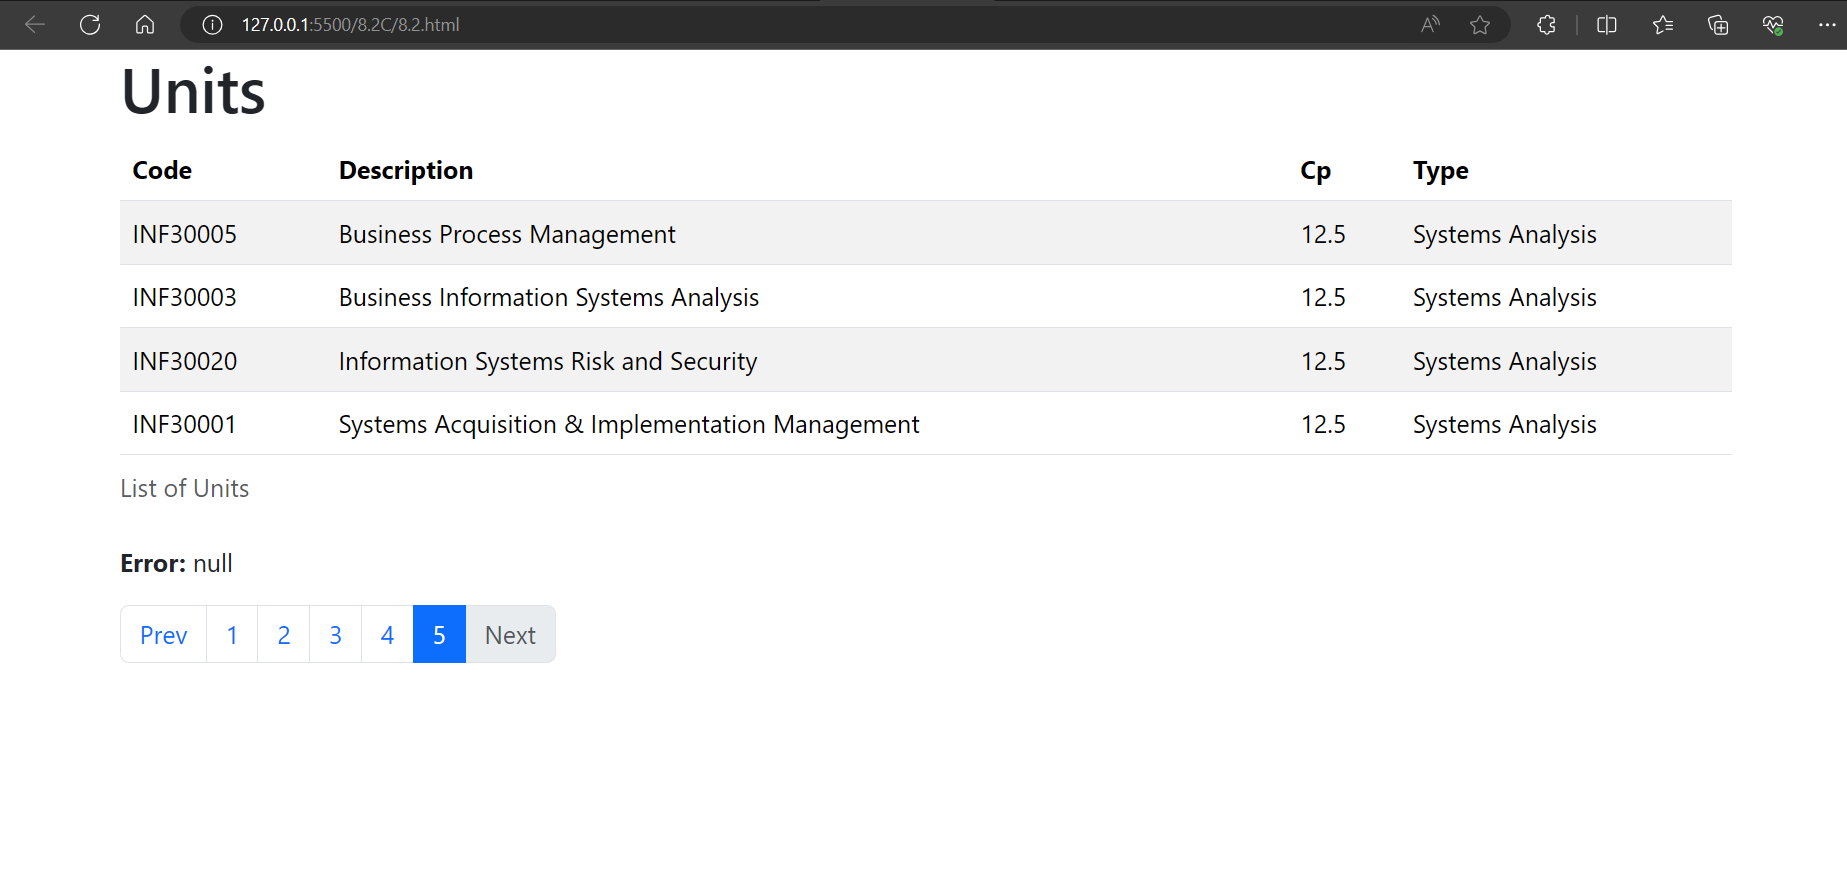 127.0.0.1:5500/8.2C/8.2.html
Units
Code Description Cp Type
INF30005 Business Process Management 12.5 Systems Analysis
INF30003 Business Information Systems Analysis 12.5 Systems Analysis
INF30020 Information Systems Risk and Security 12.5 Systems Analysis
INF30001 Systems Acquisition & Implementation Management 12.5 Systems Analysis
List of Units
Error: null
Prev 1 2 3 4 5 Next